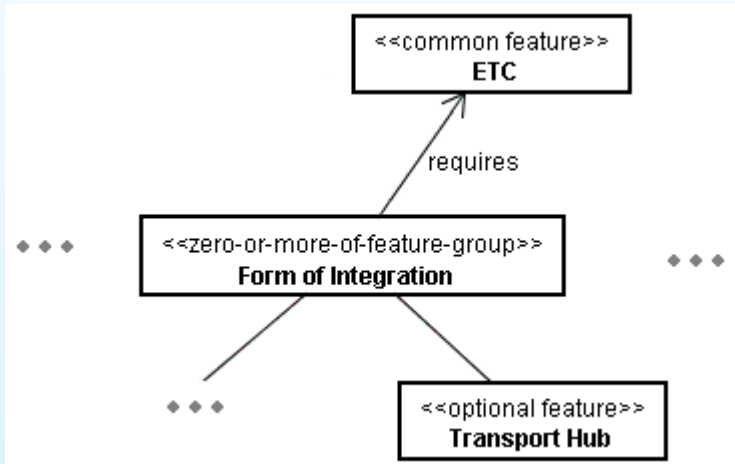 <<common feature>>
ETC
requires
<<zero-or-more-of-feature-group>>
Form of Integration
<<optional feature>>
Transport Hub